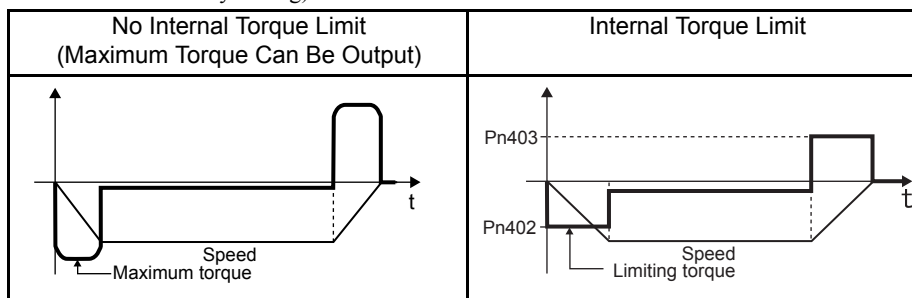 No Internal Torque Limit
(Maximum Torque Can Be Output)
Internal Torque Limit
t
Speed
Maximum torque
Pn403
t
Pn402
Speed
Limiting torque